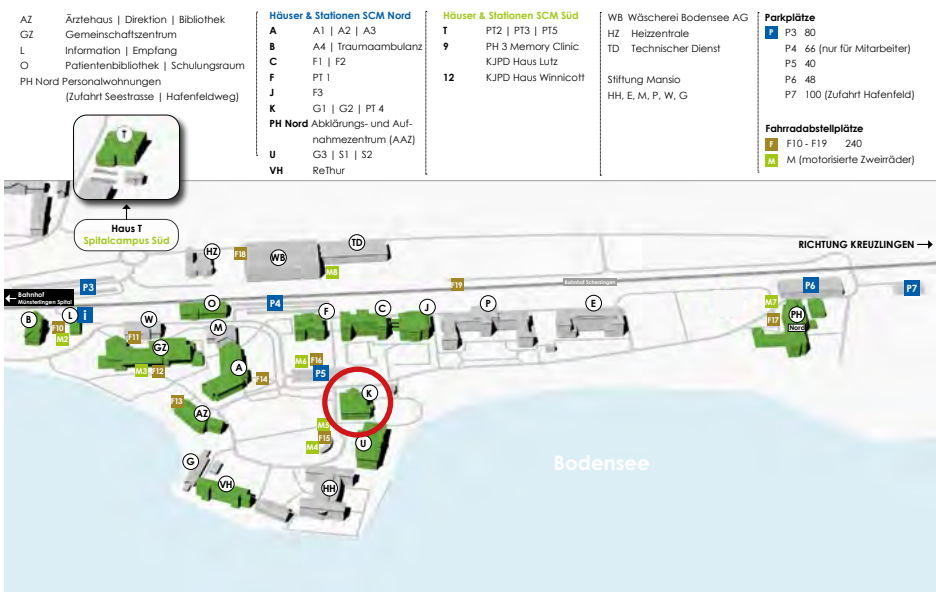 AZ Ärztehaus | Direktion | Bibliothek
GZ Gemeinschaftszentrum
L Information | Empfang
O Patientenbibliothek | Schulungsraum
PH Nord Personalwohnungen
(Zufahrt Seestrasse | Hafenfeldweg)
Häuser & Stationen SCM Nord
A A1 | A2 | A3
B A4 | Traumaambulanz
C F1 | F2
F PT 1
J F3
K G1 | G2 | PT 4
PH Nord Abklärungs- und Auf-
nahmezentrum (AAZ)
U G3 | S1 | S2
VH ReThur
Häuser & Stationen SCM Süd
T PT2 | PT3 | PT5
9 PH 3 Memory Clinic
KJPD Haus Lutz
12 KJPD Haus Winnicott
WB Wäscherei Bodensee AG
HZ Heizzentrale
TD Technischer Dienst
Stiftung Mansio
HH, E, M, P, W, G
Parkplätze
P P3 80
P4 66 (nur für Mitarbeiter)
P5 40
P6 48
P7 100 (Zufahrt Hafenfeld)
Fahrradabstellplätze
F F10 - F19 240
M M (motorisierte Zweiräder)
T
Haus T
Spitalcampus Süd
RICHTUNG KREUZLINGEN
HZ
F18
WB
TD
M8
P3
F19
Bahnhof Scherzingen
P6
P7
Bahnhof
Münsterlingen Spital
B
L
i
F10
M2
W
O
P4
M
F11
GZ
M3
F12
A
F14
F
C
J
P
E
M7
F17
PH
Nord
M6
F16
P5
K
F13
AZ
M5
F15
M4
U
G
VH
HH
Bodensee